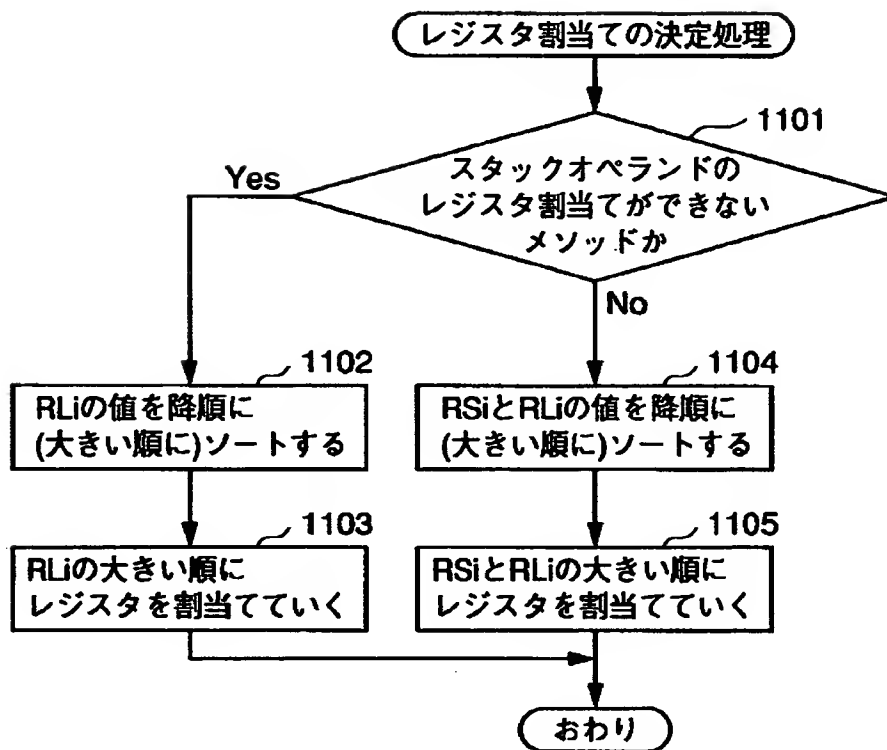 レジスタ割当ての決定処理
1101
スタックオペランドの
レジスタ割当てができない
メソッドか
Yes
No
1102
RLiの値を降順に
(大きい順に)ソートする
1104
RSiとRLiの値を降順に
(大きい順に)ソートする
1103
RLiの大きい順に
レジスタを割当てていく
1105
RSiとRLiの大きい順に
レジスタを割当てていく
おわり